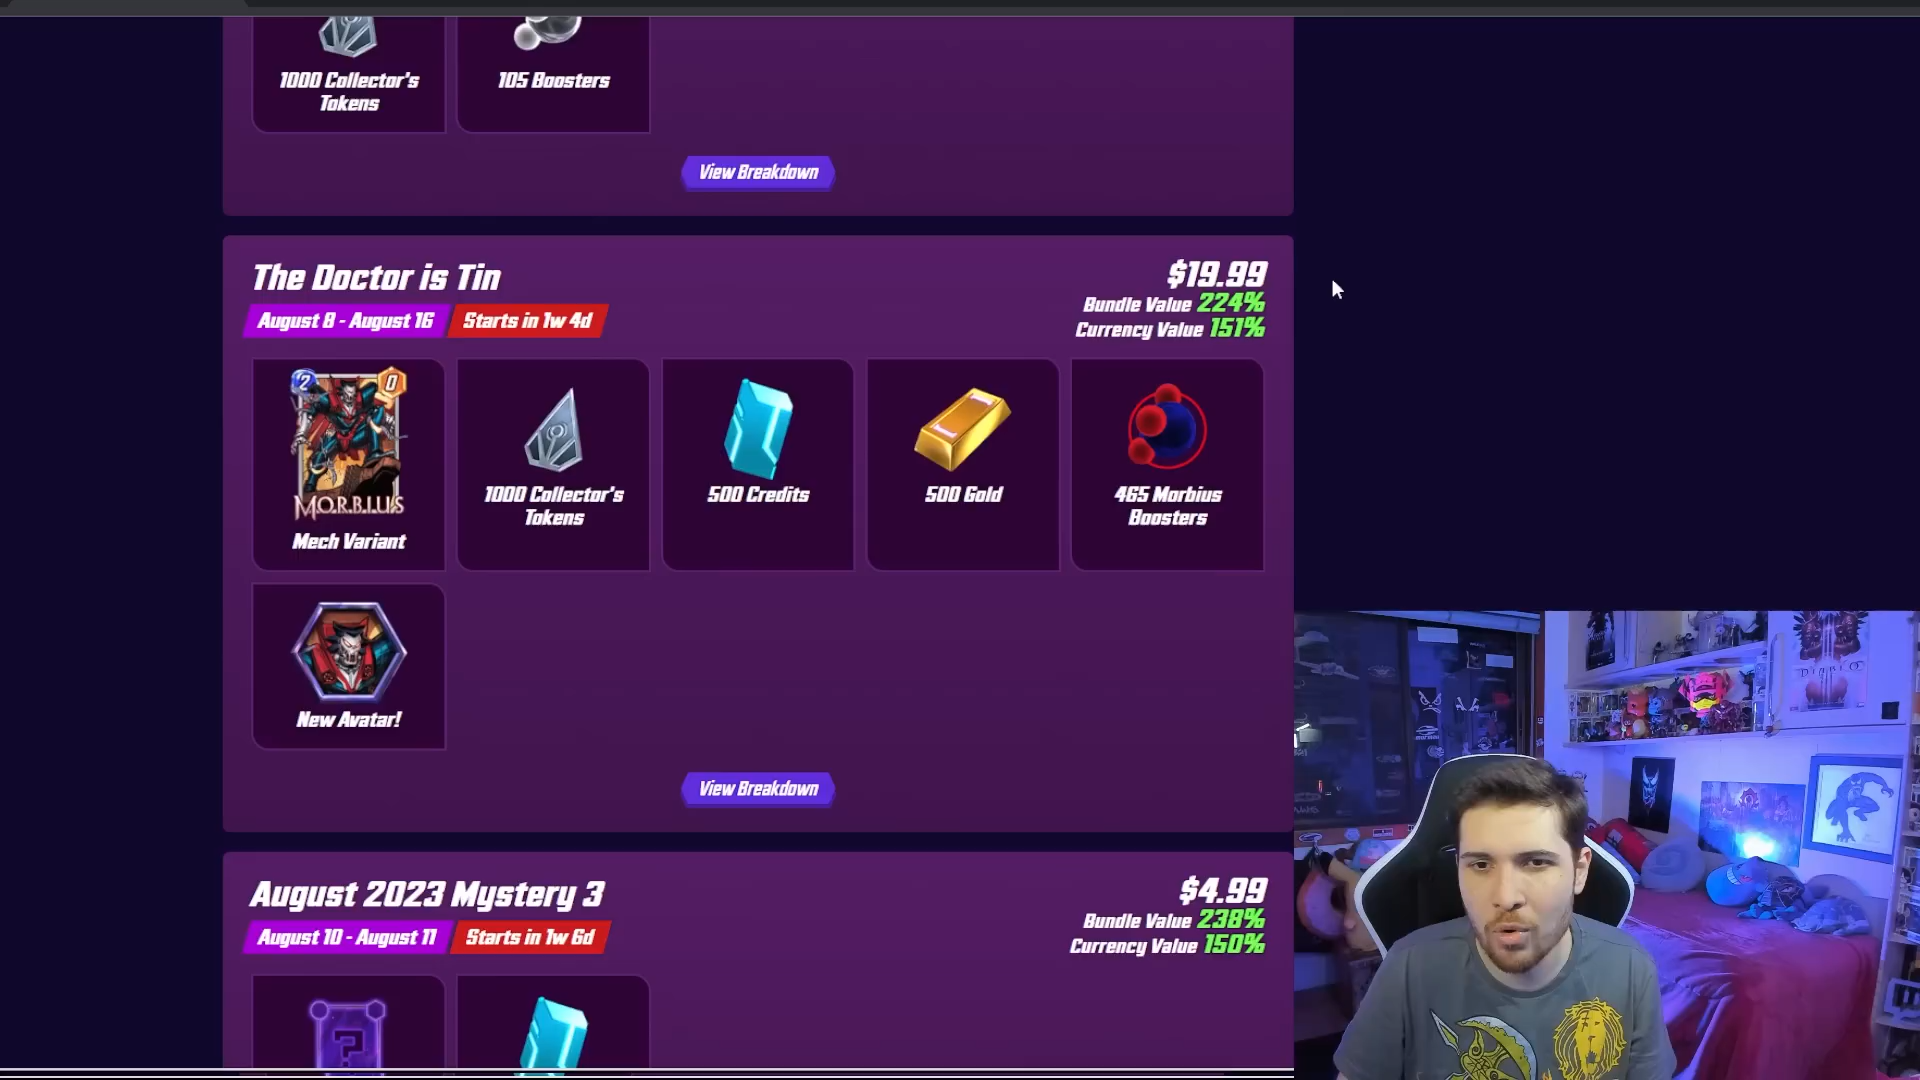 1000 Collector's
Tokens
105 Boosters
View Breakdown
The Doctor is Tin
$19.99
Bundle Value 224%
Currency Value 151%
August 8 - August 16
Starts in 1w 4d
2
0
M.O.R.B.I.U.S
Mech Variant
1000 Collector's
Tokens
500 Credits
500 Gold
465 Morbius
Boosters
New Avatar!
View Breakdown
August 2023 Mystery 3
$4.99
Bundle Value 238%
Currency Value 150%
August 10 - August 11
Starts in 1w 6d
?
DIABLO